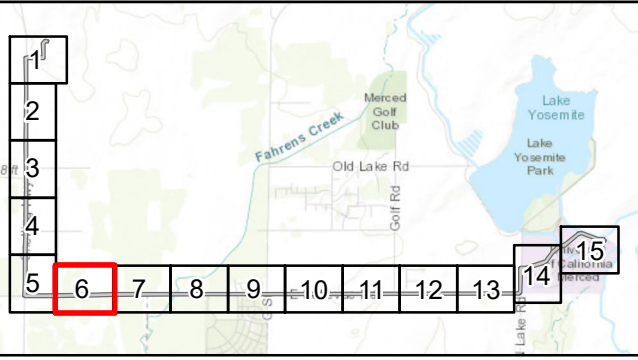 1
2
3
4
5
6
7
8
9
10
11
12
13
14
15
Merced
Golf
Club
Fahrens Creek
Old Lake Rd
Golf Rd
Lake
Yosemite
Lake
Yosemite
Park
Lake Rd
f California
Merced